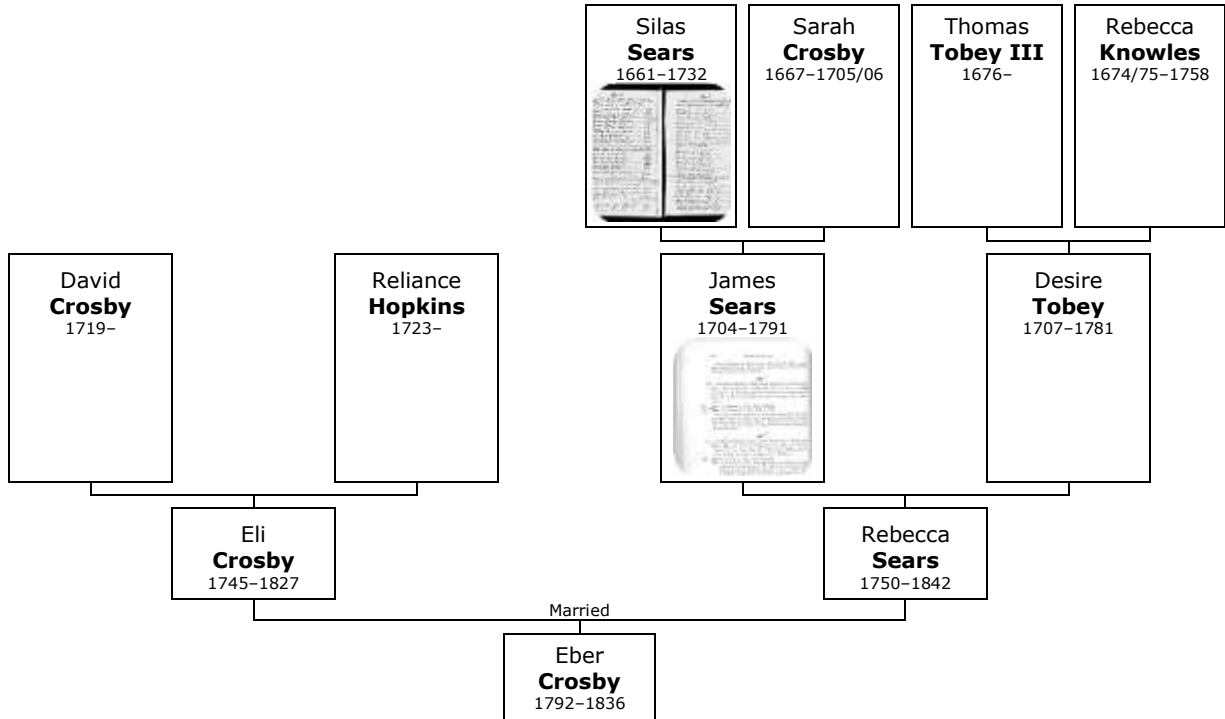 Silas
Sears
1661–1732
Sarah
Crosby
1667–1705/06
Thomas
Tobey III
1676–
Rebecca
Knowles
1674/75–1758
David
Crosby
1719–
Reliance
Hopkins
1723–
James
Sears
1704–1791
Desire
Tobey
1707–1781
Eli
Crosby
1745–1827
Rebecca
Sears
1750–1842
Married
Eber
Crosby
1792–1836